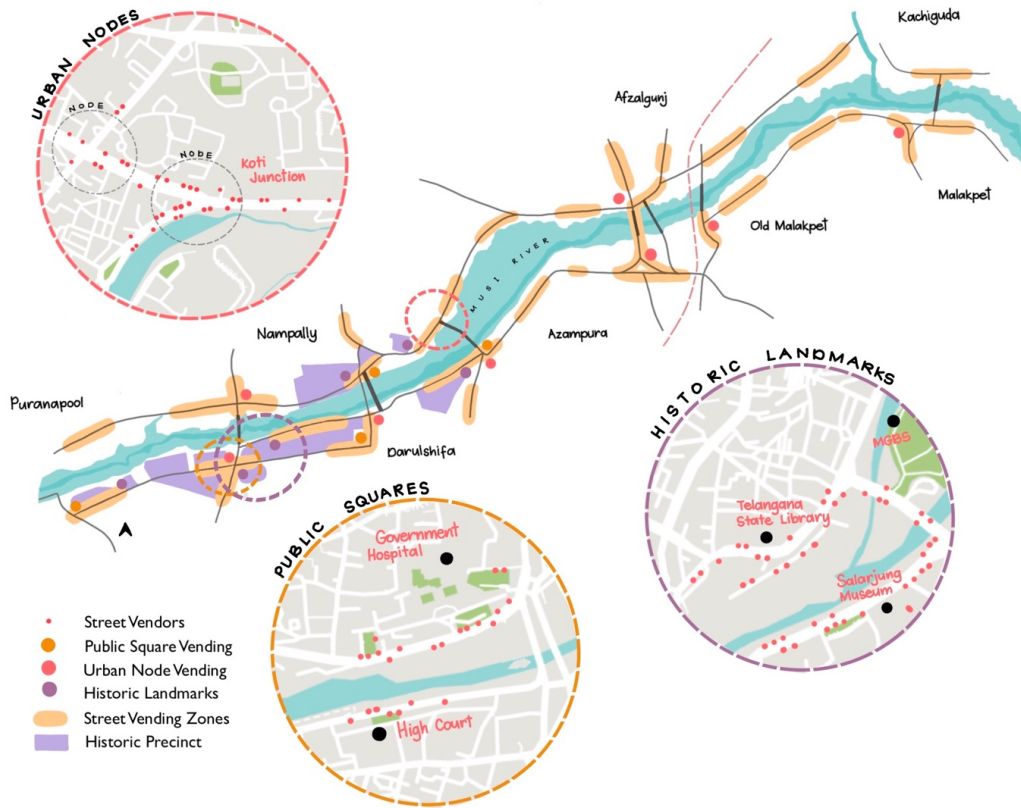 URBAN NODES
NODE
NODE
Koti
Junction
Kachiguda
Afzalgunj
Malakpet
Old Malakpet
MUSI RIVER
Azampura
Nampally
Puranapool
Darulshifa
HISTORIC LANDMARKS
MGBS
Telangana
State Library
Salarjung
Museum
PUBLIC SQUARES
Government
Hospital
High Court
Street Vendors
Public Square Vending
Urban Node Vending
Historic Landmarks
Street Vending Zones
Historic Precinct